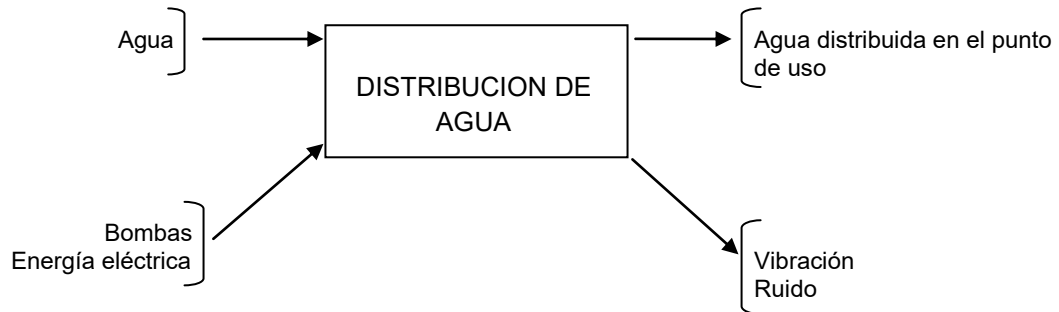 Agua
DISTRIBUCION DE
AGUA
Agua distribuida en el punto
de uso
Bombas
Energía eléctrica
Vibración
Ruido